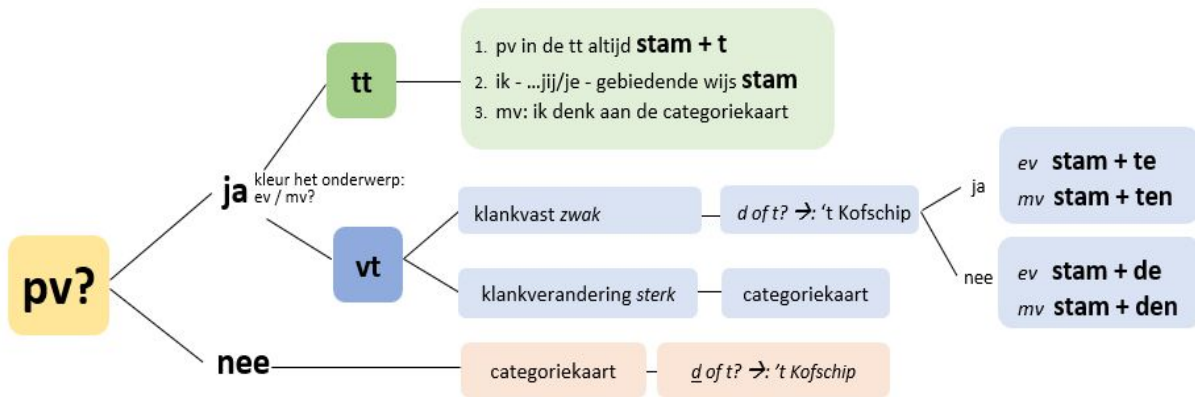 pv?
ja
kleur het onderwerp:
ev / mv?
tt
1. pv in de tt altijd stam + t
2. ik - ...jij/je - gebiedende wijs stam
3. mv: ik denk aan de categoriekaart
vt
klankvast zwak
d of t? →: ‘t Kofschip
ja
ev stam + te
mv stam + ten
nee
ev stam + de
mv stam + den
klankverandering sterk
categoriekaart
nee
categoriekaart
d of t? →: ’t Kofschip